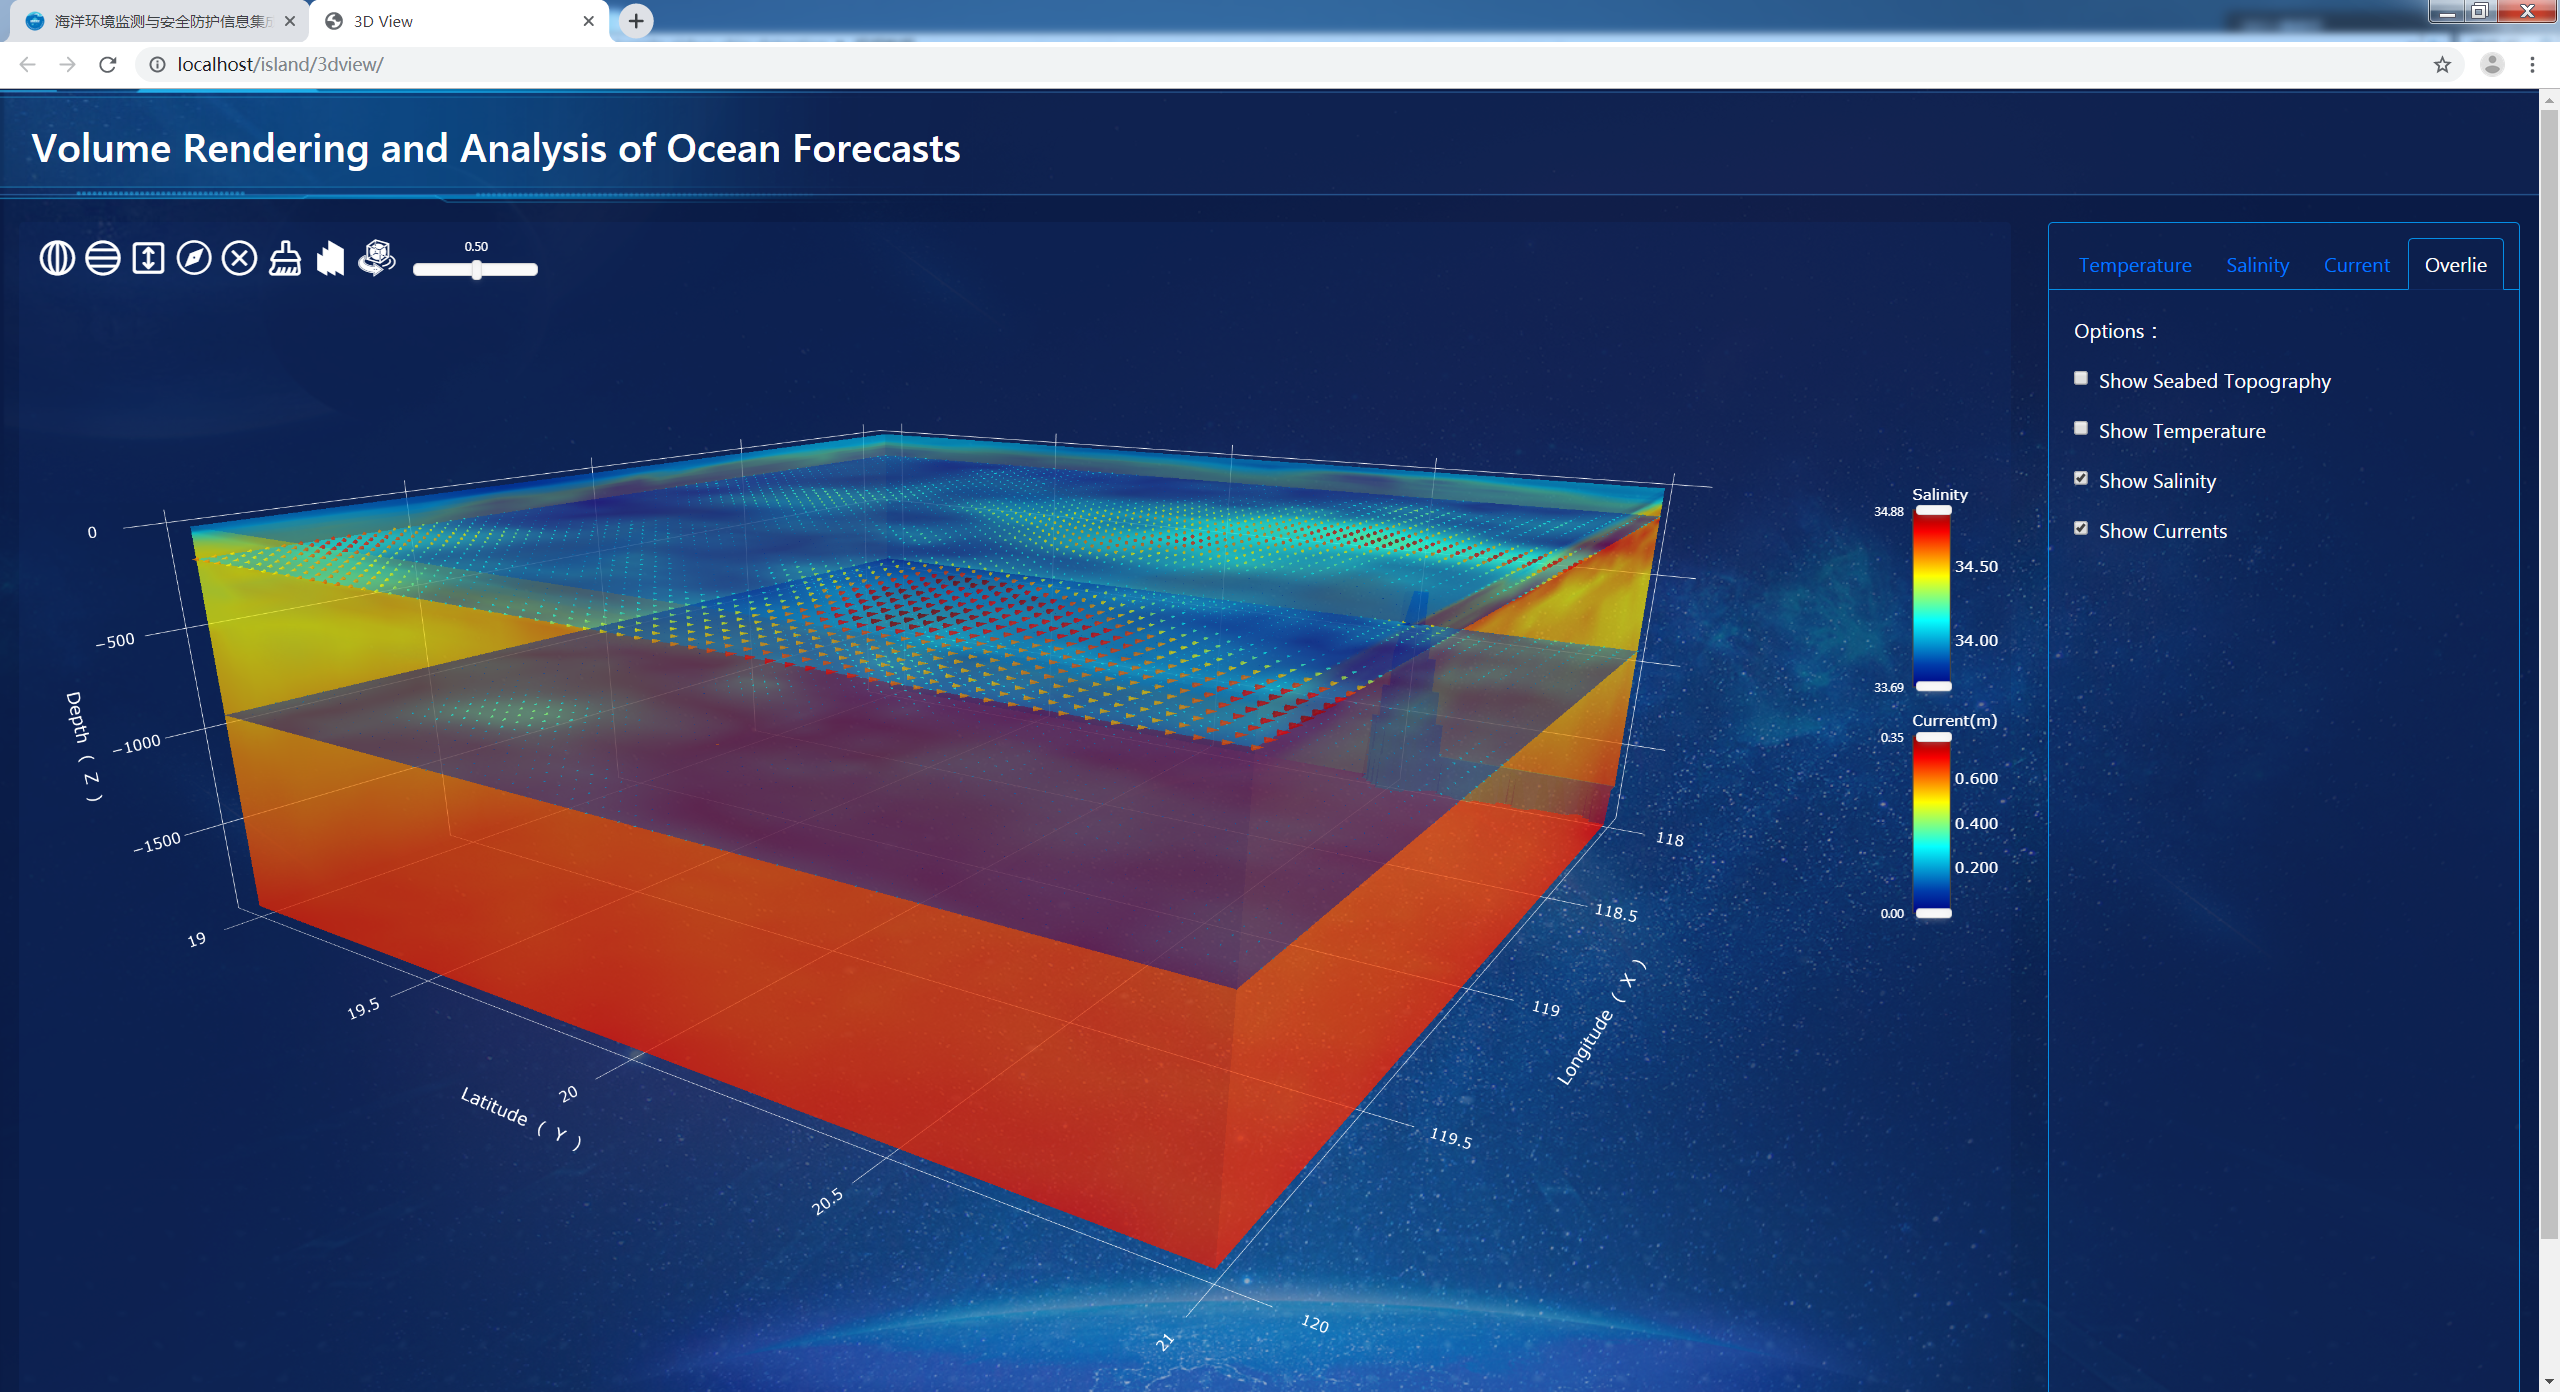 海洋环境监测与安全防护信息集
3D View
localhost/island/3dview/
Volume Rendering and Analysis of Ocean Forecasts
0.50
Temperature
Salinity
Current
Overlie
Options：
Show Seabed Topography
Show Temperature
Show Salinity
Show Currents
Salinity
34.88
34.50
34.00
33.69
Current(m)
0.35
0.600
0.400
0.200
0.00
0
−500
−1000
−1500
Depth ( Z )
19
19.5
20
20.5
21
Latitude ( Y )
118
118.5
119
119.5
120
Longitude ( X )